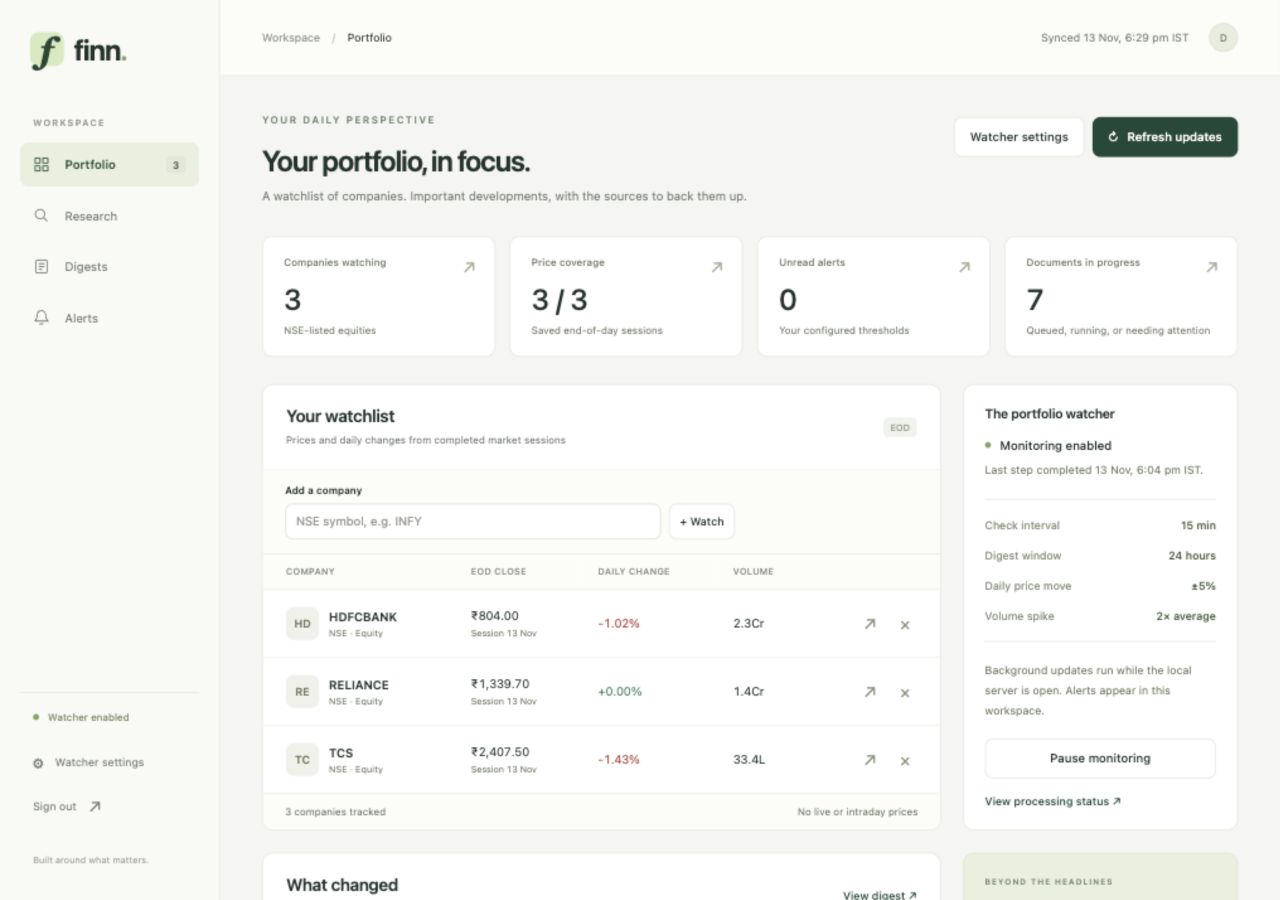 f finn.
Workspace / Portfolio
Synced 13 Nov, 6:29 pm IST
D
WORKSPACE
Portfolio 3
Research
Digests
Alerts
Watcher enabled
Watcher settings
Sign out
Built around what matters.
YOUR DAILY PERSPECTIVE
Your portfolio, in focus.
A watchlist of companies. Important developments, with the sources to back them up.
Watcher settings
Refresh updates
Companies watching
3
NSE-listed equities
Price coverage
3 / 3
Saved end-of-day sessions
Unread alerts
0
Your configured thresholds
Documents in progress
7
Queued, running, or needing attention
Your watchlist
Prices and daily changes from completed market sessions
EOD
Add a company
NSE symbol, e.g. INFY
+ Watch
COMPANY EOD CLOSE DAILY CHANGE VOLUME
HD HDFCBANK ₹804.00 -1.02% 2.3Cr
NSE · Equity Session 13 Nov
RE RELIANCE ₹1,339.70 +0.00% 1.4Cr
NSE · Equity Session 13 Nov
TC TCS ₹2,407.50 -1.43% 33.4L
NSE · Equity Session 13 Nov
3 companies tracked No live or intraday prices
The portfolio watcher
Monitoring enabled
Last step completed 13 Nov, 6:04 pm IST.
Check interval 15 min
Digest window 24 hours
Daily price move ±5%
Volume spike 2× average
Background updates run while the local
server is open. Alerts appear in this
workspace.
Pause monitoring
View processing status ↗
What changed
View digest ↗
BEYOND THE HEADLINES